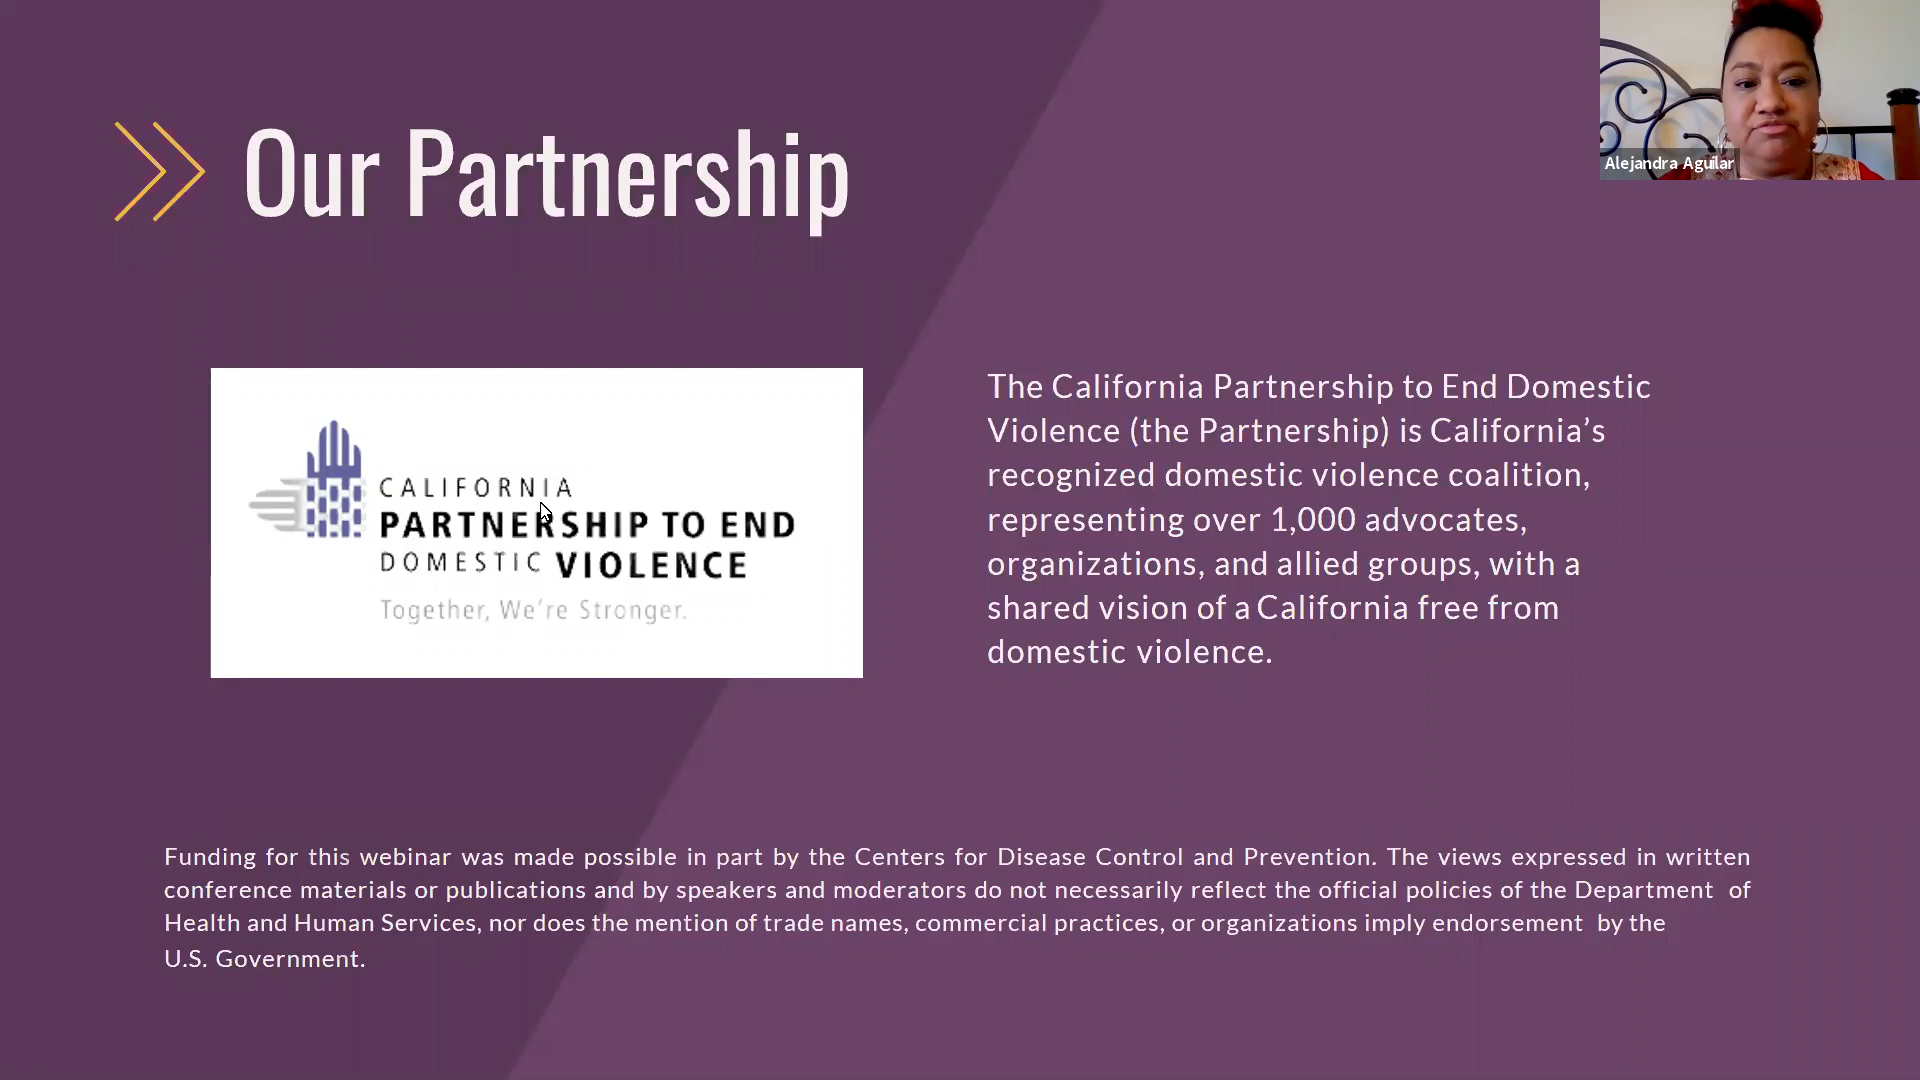 Our Partnership
Alejandra Aguilar
CALIFORNIA
PARTNERSHIP TO END
DOMESTIC VIOLENCE
Together, We're Stronger.
The California Partnership to End Domestic
Violence (the Partnership) is California’s
recognized domestic violence coalition,
representing over 1,000 advocates,
organizations, and allied groups, with a
shared vision of a California free from
domestic violence.
Funding for this webinar was made possible in part by the Centers for Disease Control and Prevention. The views expressed in written
conference materials or publications and by speakers and moderators do not necessarily reflect the official policies of the Department of
Health and Human Services, nor does the mention of trade names, commercial practices, or organizations imply endorsement by the
U.S. Government.